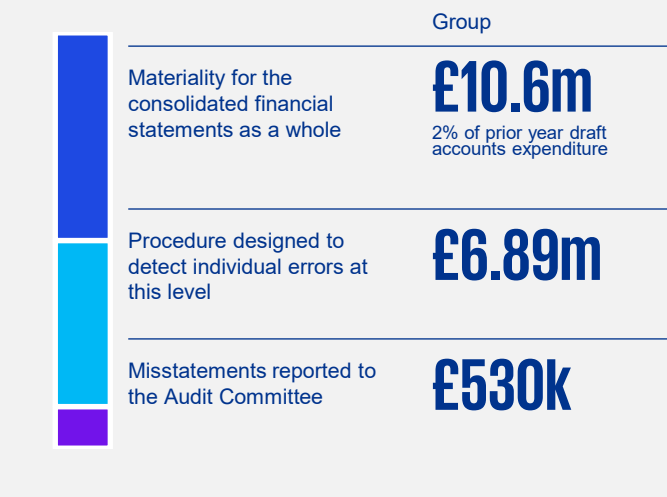 Group
Materiality for the
consolidated financial
statements as a whole
£10.6m
2% of prior year draft
accounts expenditure
Procedure designed to
detect individual errors at
this level
£6.89m
Misstatements reported to
the Audit Committee
£530k